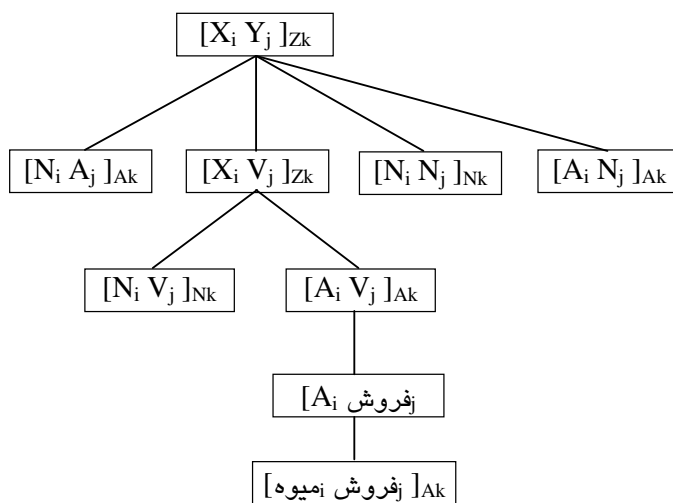 [Xi Yj ]Zk
[Ni Aj ]Ak
[Xi Vj ]Zk
[Ni Nj ]Nk
[Ai Nj ]Ak
[Ni Vj ]Nk
[Ai Vj ]Ak
[Ai فروشj
[میوهi فروشj ]Ak